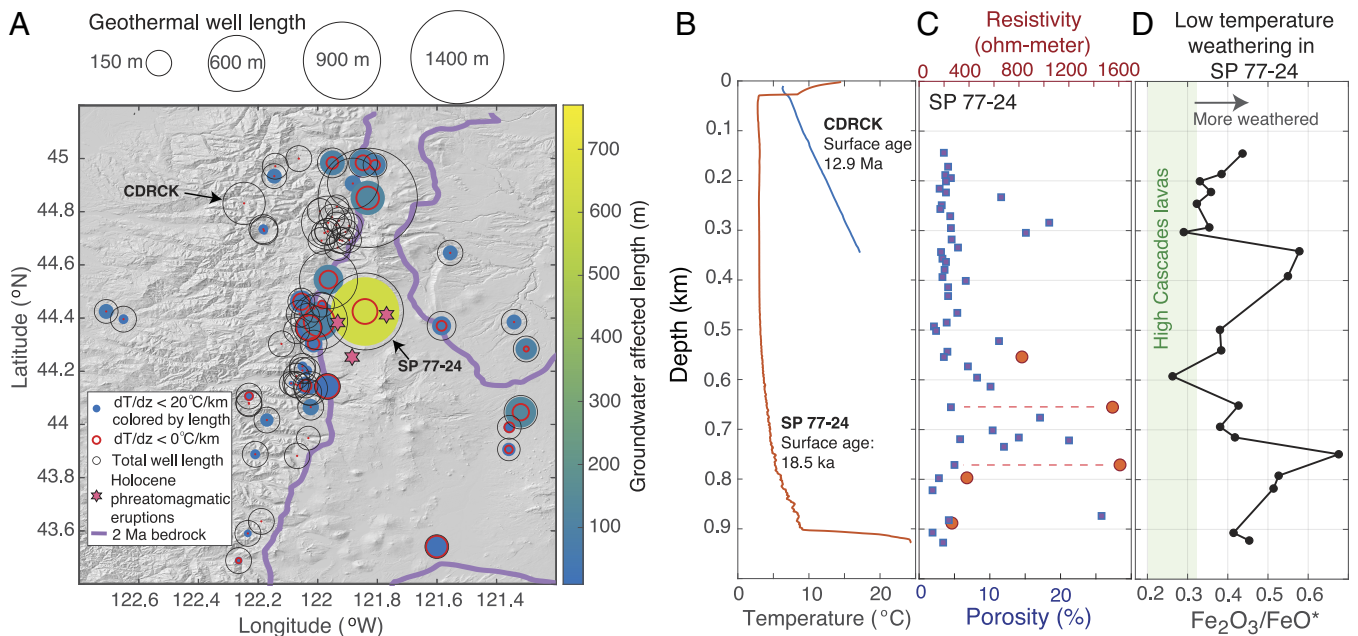 A
Geothermal well length
150 m
600 m
900 m
1400 m
45
44.8
44.6
44.4
44.2
44
43.8
43.6
Latitude (°N)
CDRCK
SP 77-24
dT/dz < 20°C/km
colored by length
dT/dz < 0°C/km
Total well length
Holocene
phreatomagmatic
eruptions
2 Ma bedrock
122.6
122.4
122.2
122
121.8
121.6
121.4
Longitude (°W)
700
600
500
400
300
200
100
Groundwater affected length (m)
B
0
0.1
0.2
0.3
0.4
0.5
0.6
0.7
0.8
0.9
Depth (km)
CDRCK
Surface age
12.9 Ma
SP 77-24
Surface age:
18.5 ka
0
10
20
Temperature (°C)
C
Resistivity
(ohm-meter)
0
400
800
1200
1600
SP 77-24
0
10
20
Porosity (%)
D
Low temperature
weathering in
SP 77-24
More weathered
High Cascades lavas
0.2
0.3
0.4
0.5
0.6
0.7
Fe2O3/FeO*